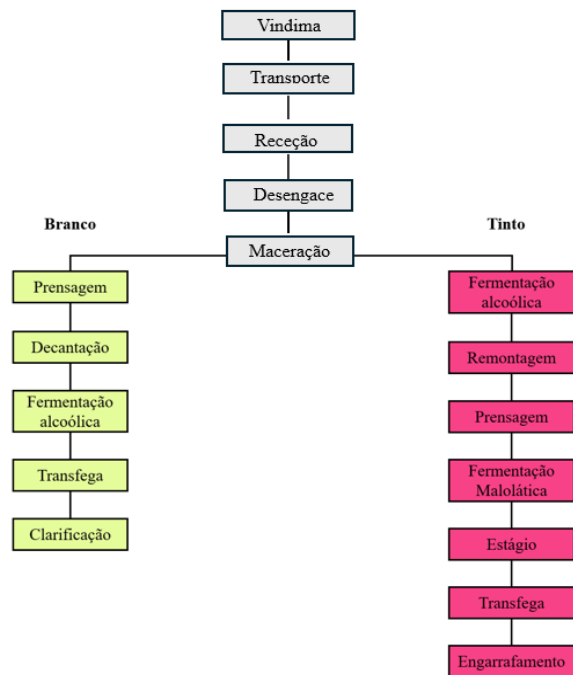 Vindima
Transporte
Receção
Desengace
Maceração
Branco
Prensagem
Decantação
Fermentação
alcoólica
Transfega
Clarificação
Tinto
Fermentação
alcoólica
Remontagem
Prensagem
Fermentação
Malolática
Estágio
Transfega
Engarrafamento